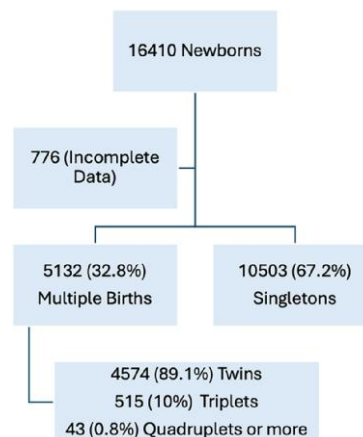 16410 Newborns
776 (Incomplete
Data)
5132 (32.8%)
Multiple Births
10503 (67.2%)
Singletons
4574 (89.1%) Twins
515 (10%) Triplets
43 (0.8%) Quadruplets or more